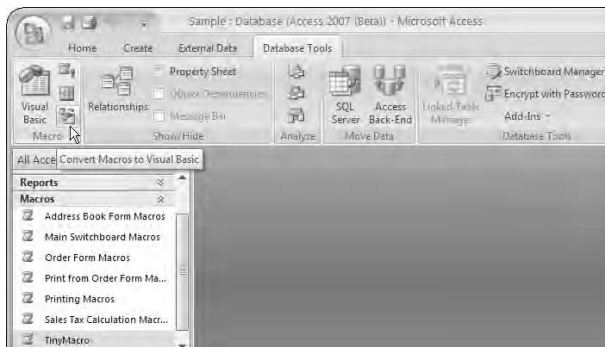 Sample : Database (Access 2007 (Beta)) - Microsoft Access
Home Create External Data Database Tools
Visual Basic
Relationships
Property Sheet
Object Dependencies
Message Bar
SQL Server
Access Back-End
Linked Table Manager
Switchboard Manager
Encrypt with Password
Add-Ins
Macro Show/Hide Analyze Move Data Database Tools
All Acce
Convert Macros to Visual Basic
Reports
Macros
Address Book Form Macros
Main Switchboard Macros
Order Form Macros
Print from Order Form Ma...
Printing Macros
Sales Tax Calculation Macr...
TinyMacro